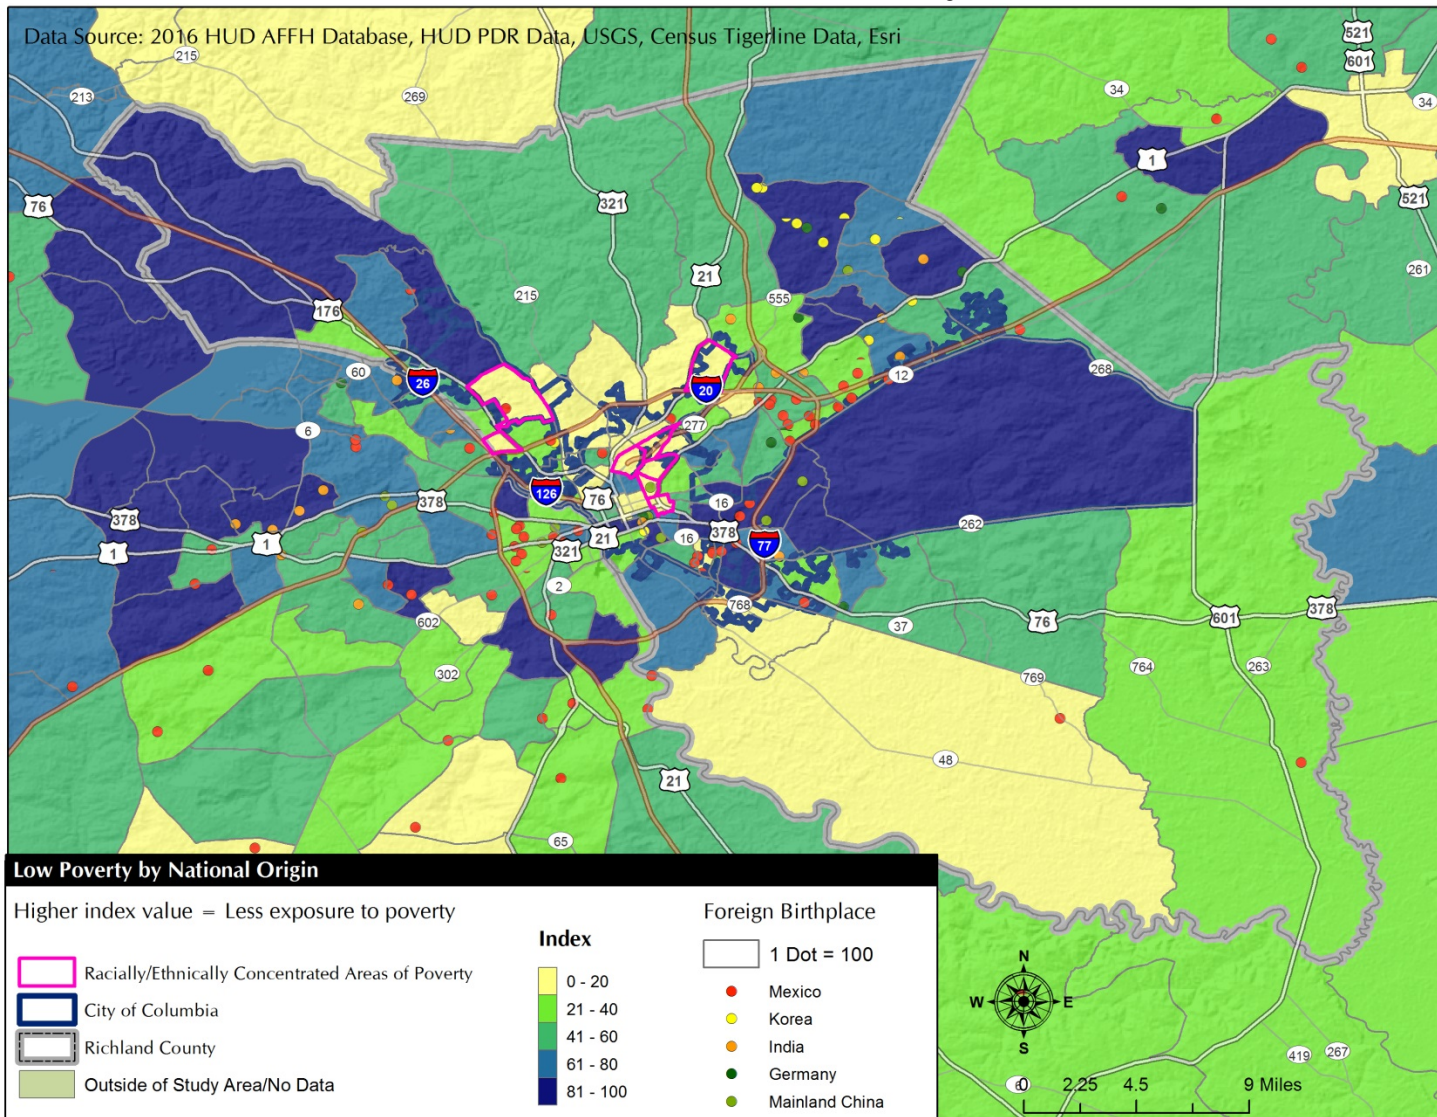 Data Source: 2016 HUD AFFH Database, HUD PDR Data, USGS, Census Tigerline Data, Esri
521
601
215
213
269
34
34
1
76
321
521
261
21
215
555
176
268
60
26
12
20
277
6
126
76
16
378
378
378
262
1
1
21
16
378
321
77
2
768
601
378
76
37
602
764
263
302
769
48
21
65
Low Poverty by National Origin
Higher index value = Less exposure to poverty
Racially/Ethnically Concentrated Areas of Poverty
City of Columbia
Richland County
Outside of Study Area/No Data
Index
0 - 20
21 - 40
41 - 60
61 - 80
81 - 100
Foreign Birthplace
1 Dot = 100
Mexico
Korea
India
Germany
Mainland China
N
W E
S
419
267
0 2.25 4.5 9 Miles